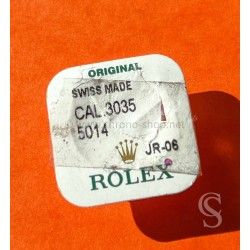 ORIGINAL
SWISS MADE
CAL.3035
5014
JR-06
ROLEX
S